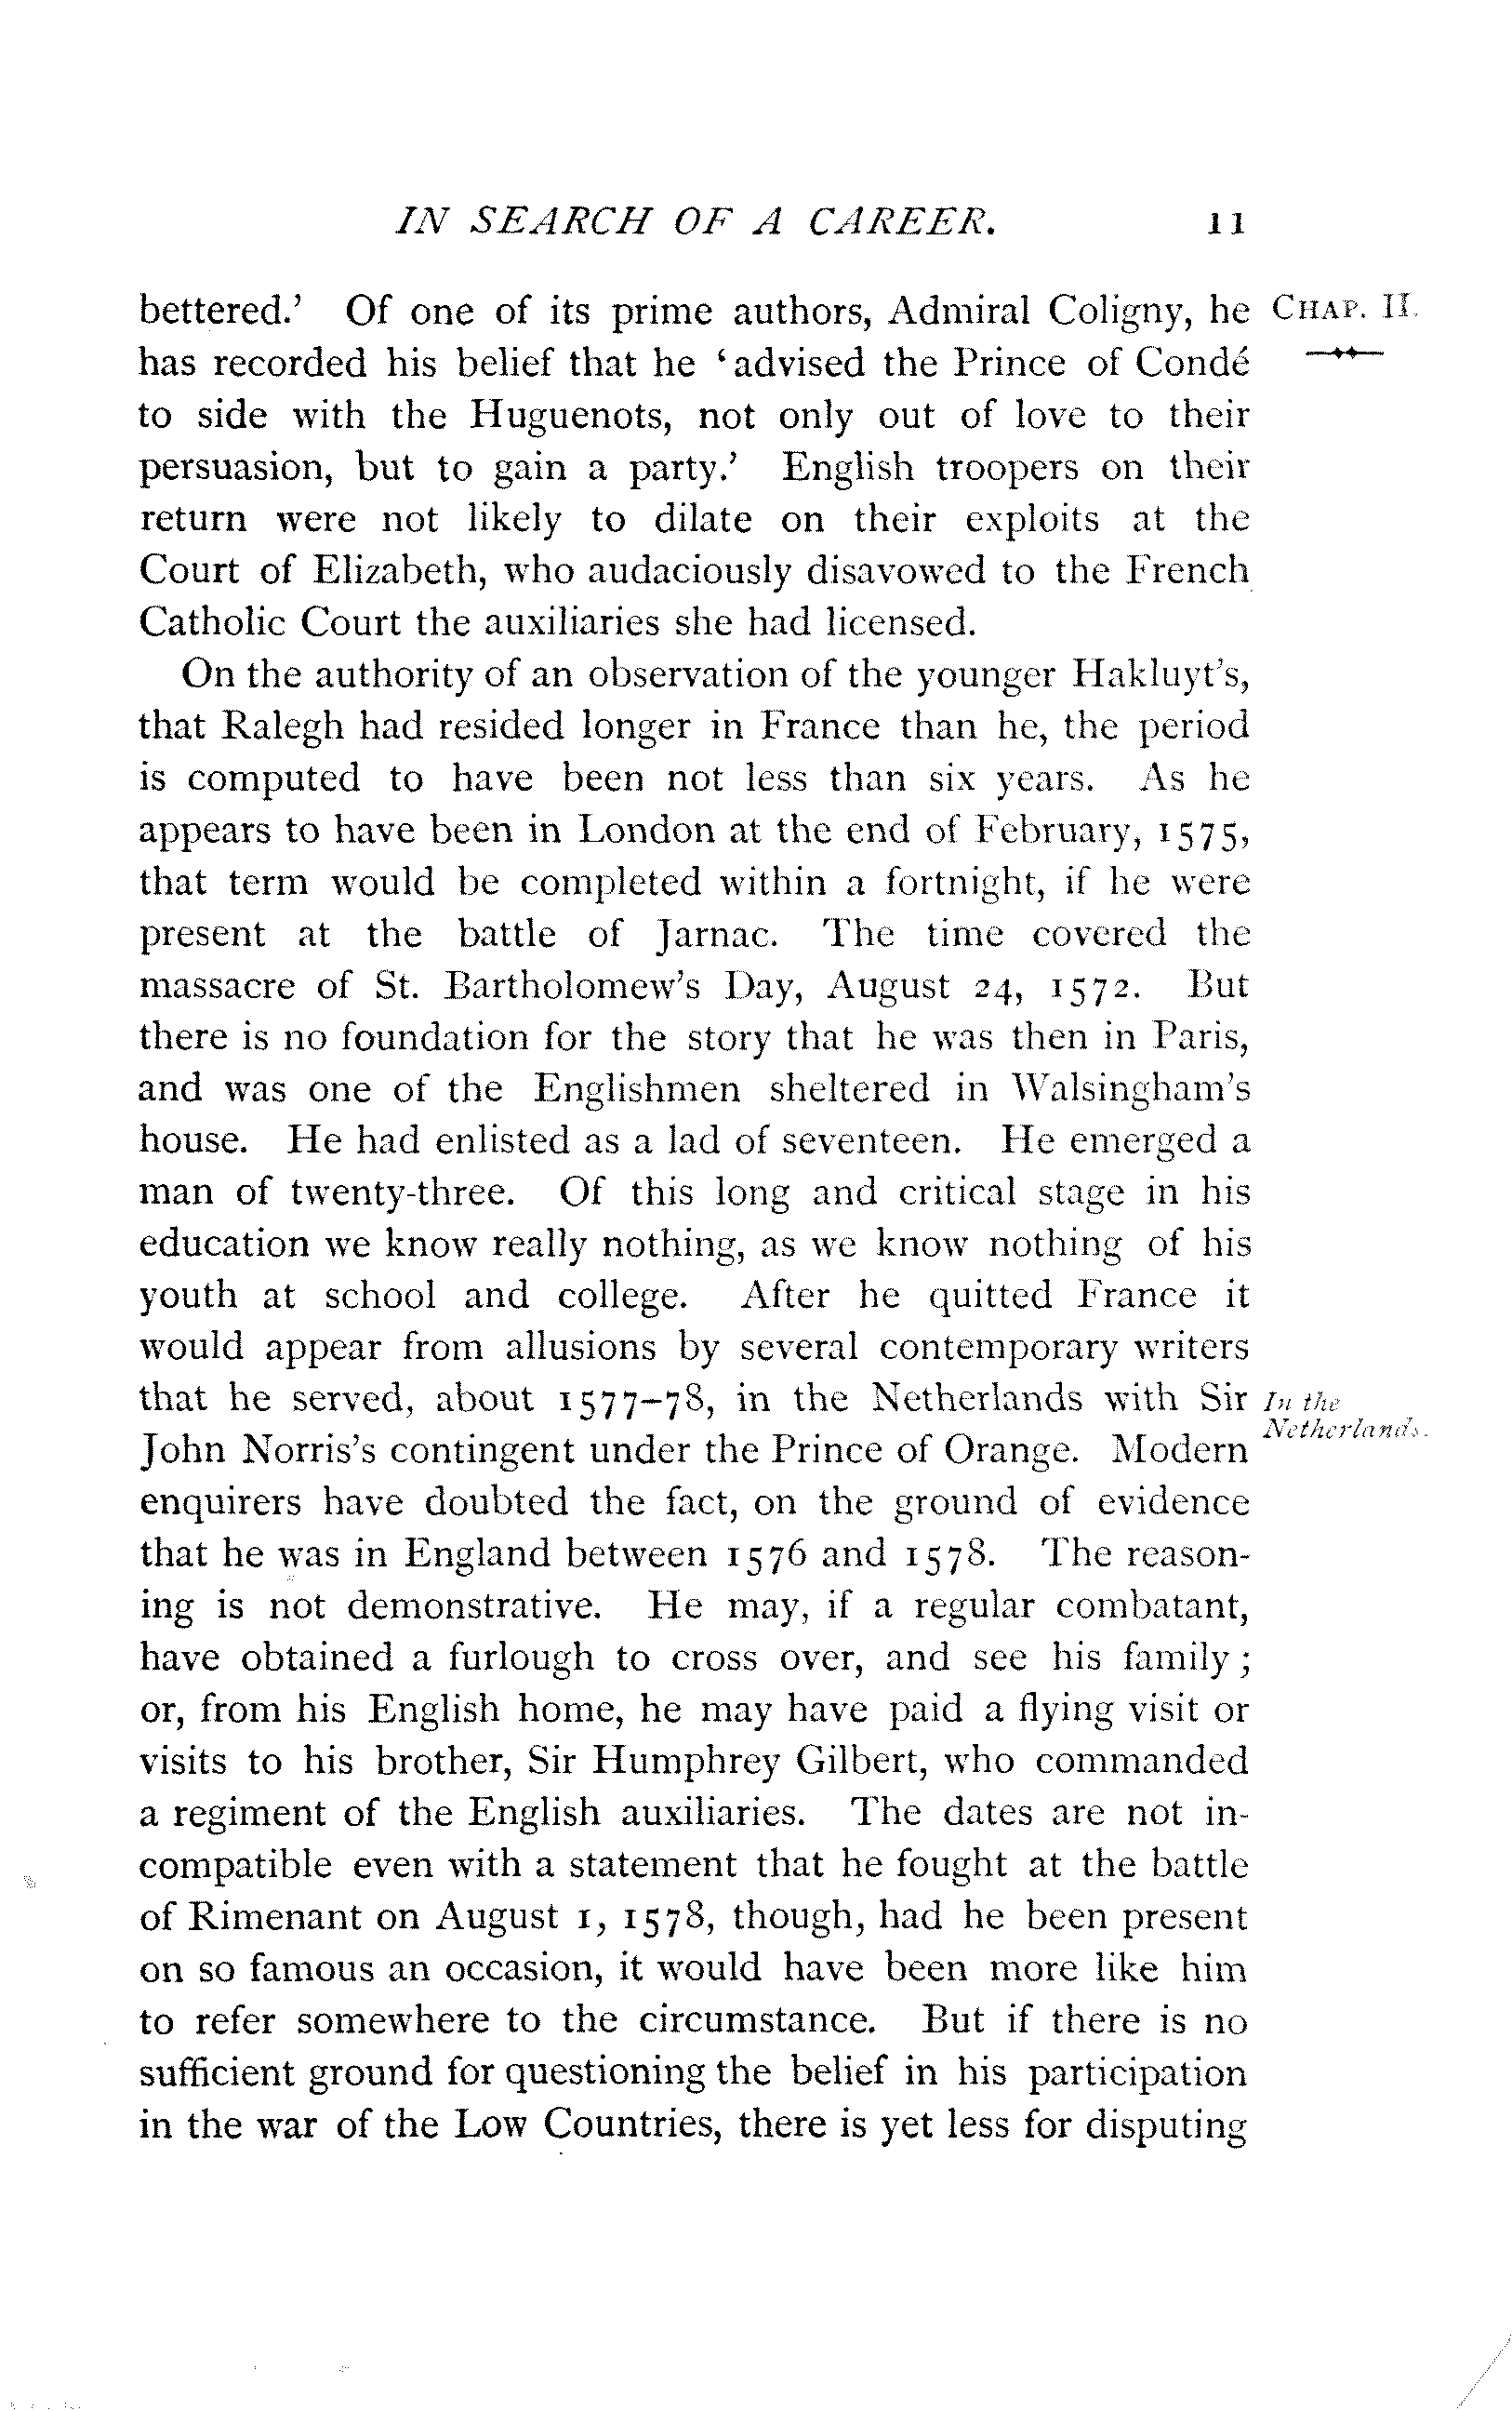 IN SEARCH OF A CAREER. 11
bettered.' Of one of its prime authors, Admiral Coligny, he CHAP. II.
has recorded his belief that he 'advised the Prince of Condé
to side with the Huguenots, not only out of love to their
persuasion, but to gain a party.' English troopers on their
return were not likely to dilate on their exploits at the
Court of Elizabeth, who audaciously disavowed to the French
Catholic Court the auxiliaries she had licensed.
On the authority of an observation of the younger Hakluyt's,
that Ralegh had resided longer in France than he, the period
is computed to have been not less than six years. As he
appears to have been in London at the end of February, 1575,
that term would be completed within a fortnight, if he were
present at the battle of Jarnac. The time covered the
massacre of St. Bartholomew's Day, August 24, 1572. But
there is no foundation for the story that he was then in Paris,
and was one of the Englishmen sheltered in Walsingham's
house. He had enlisted as a lad of seventeen. He emerged a
man of twenty-three. Of this long and critical stage in his
education we know really nothing, as we know nothing of his
youth at school and college. After he quitted France it
would appear from allusions by several contemporary writers
that he served, about 1577–78, in the Netherlands with Sir In the
John Norris's contingent under the Prince of Orange. Modern Netherlands.
enquirers have doubted the fact, on the ground of evidence
that he was in England between 1576 and 1578. The reason-
ing is not demonstrative. He may, if a regular combatant,
have obtained a furlough to cross over, and see his family;
or, from his English home, he may have paid a flying visit or
visits to his brother, Sir Humphrey Gilbert, who commanded
a regiment of the English auxiliaries. The dates are not in-
compatible even with a statement that he fought at the battle
of Rimenant on August 1, 1578, though, had he been present
on so famous an occasion, it would have been more like him
to refer somewhere to the circumstance. But if there is no
sufficient ground for questioning the belief in his participation
in the war of the Low Countries, there is yet less for disputing